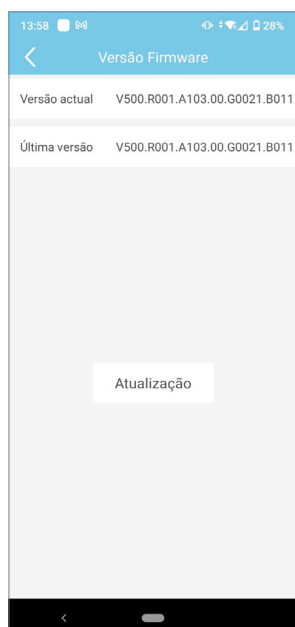 13:58 28%
Versão Firmware
Versão actual V500.R001.A103.00.G0021.B011
Última versão V500.R001.A103.00.G0021.B011
Atualização